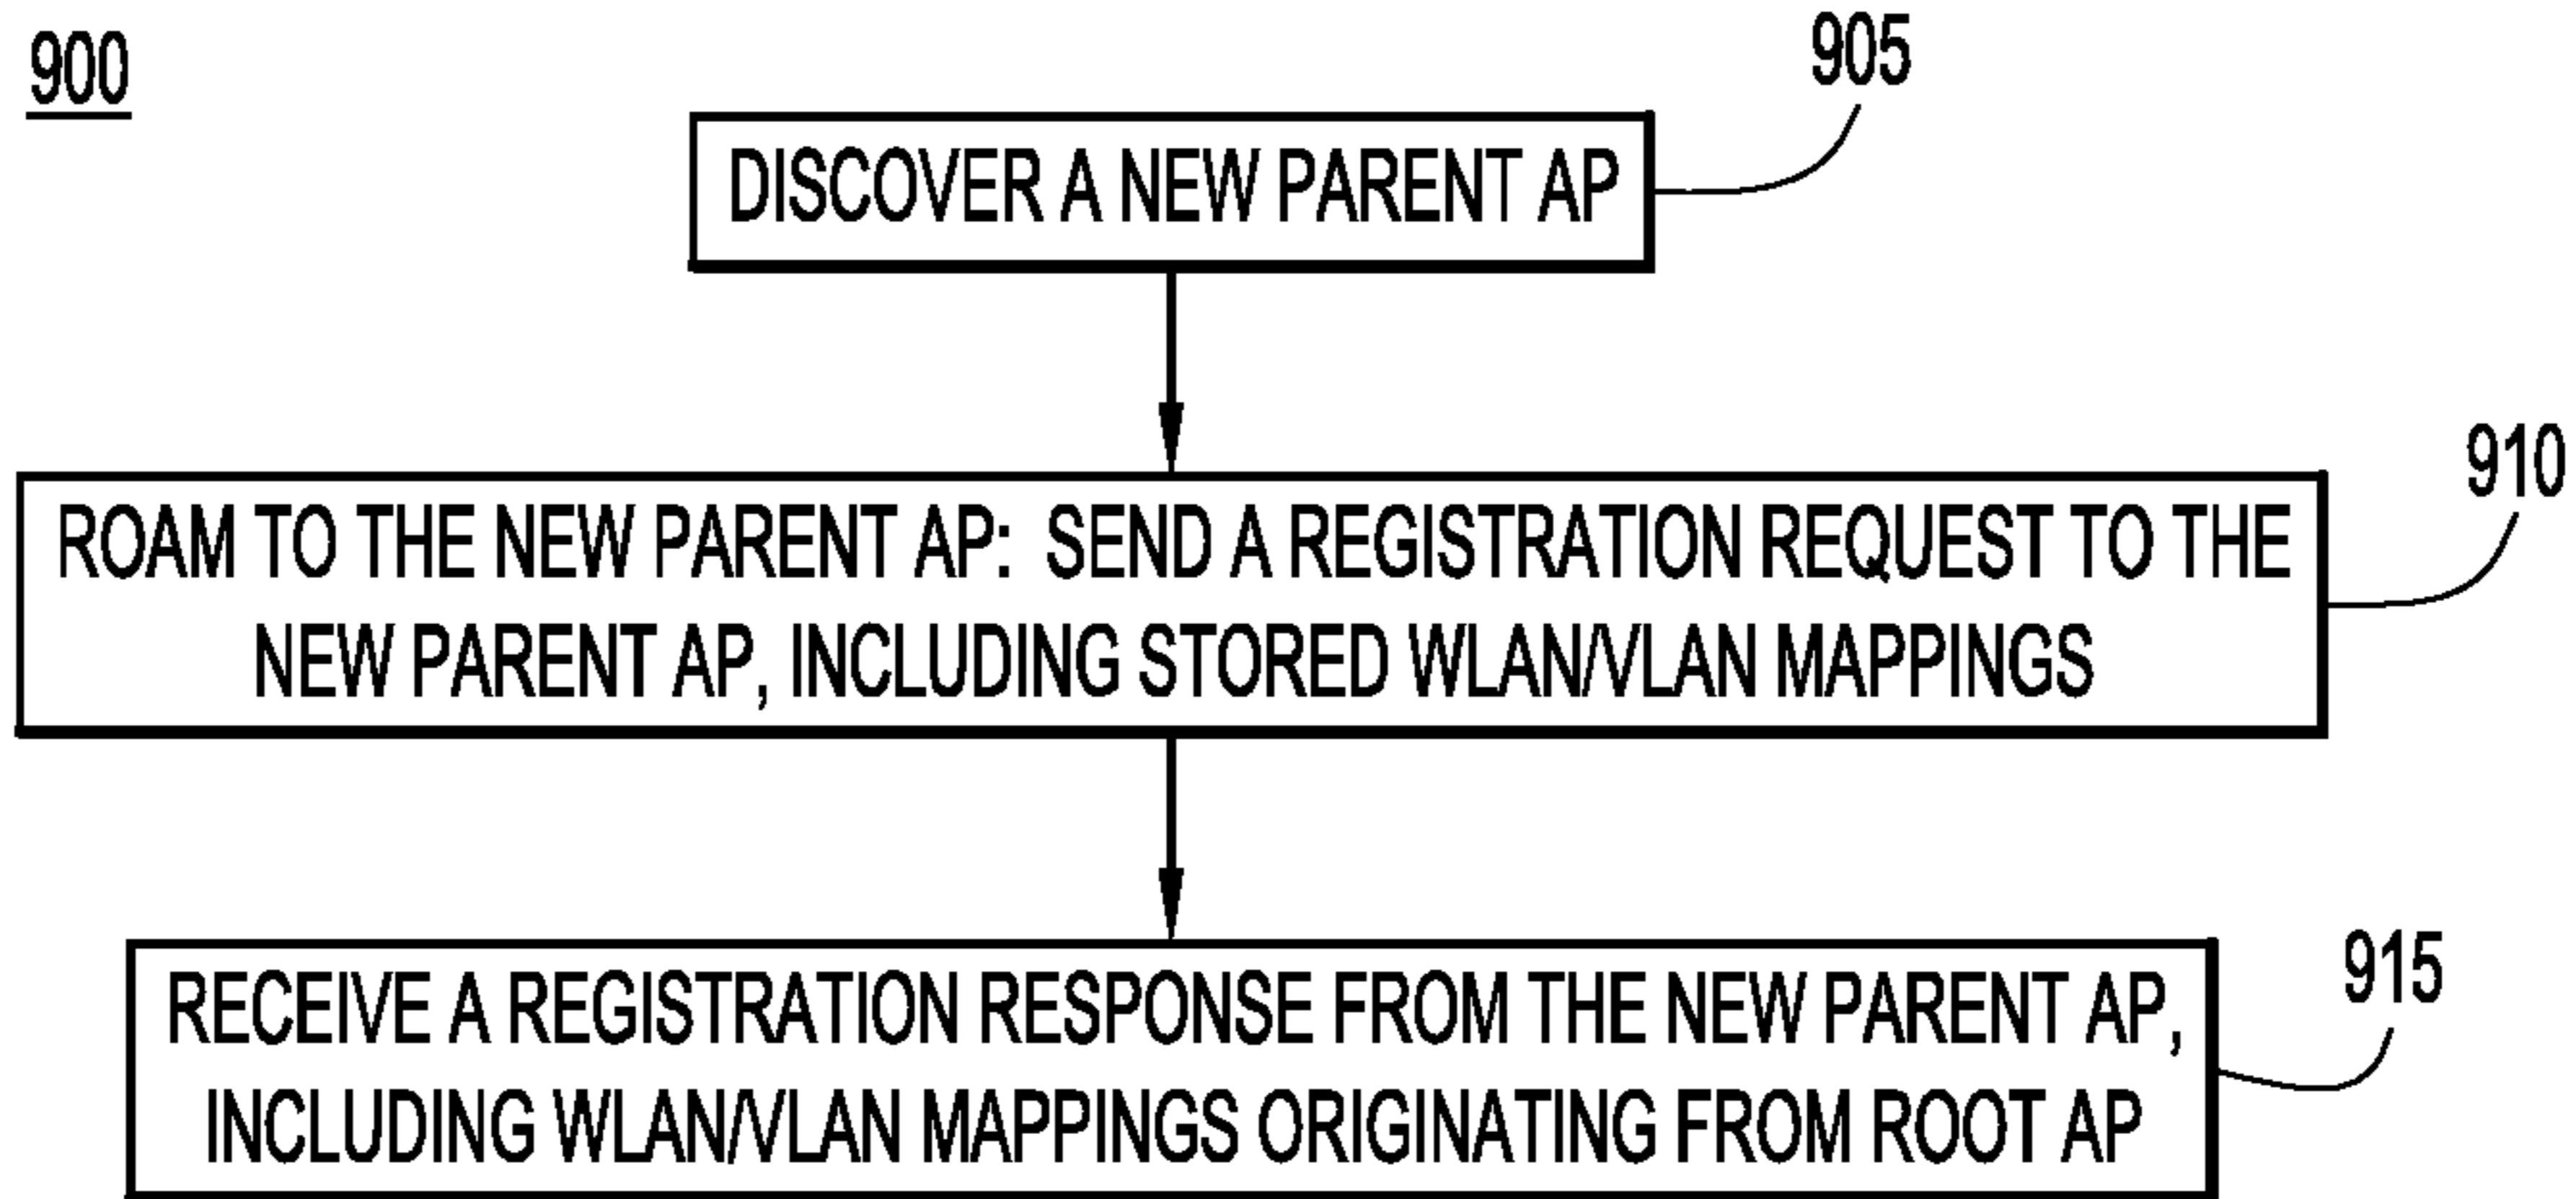 900
905
DISCOVER A NEW PARENT AP
910
ROAM TO THE NEW PARENT AP: SEND A REGISTRATION REQUEST TO THE
NEW PARENT AP, INCLUDING STORED WLAN/VLAN MAPPINGS
915
RECEIVE A REGISTRATION RESPONSE FROM THE NEW PARENT AP,
INCLUDING WLAN/VLAN MAPPINGS ORIGINATING FROM ROOT AP